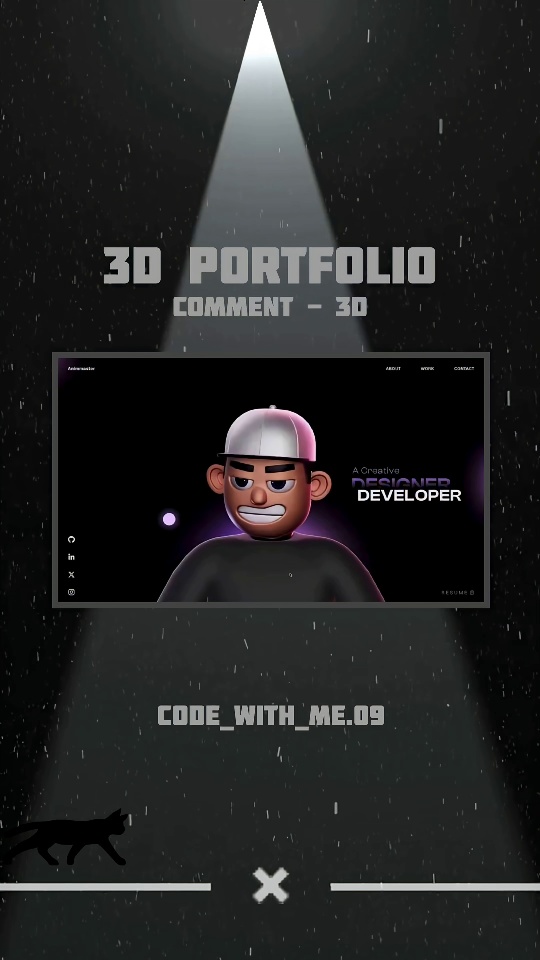 3D PORTFOLIO
COMMENT - 3D
ABOUT WORK CONTACT
A Creative
DESIGNER
DEVELOPER
RESUME
CODE_WITH_ME.09